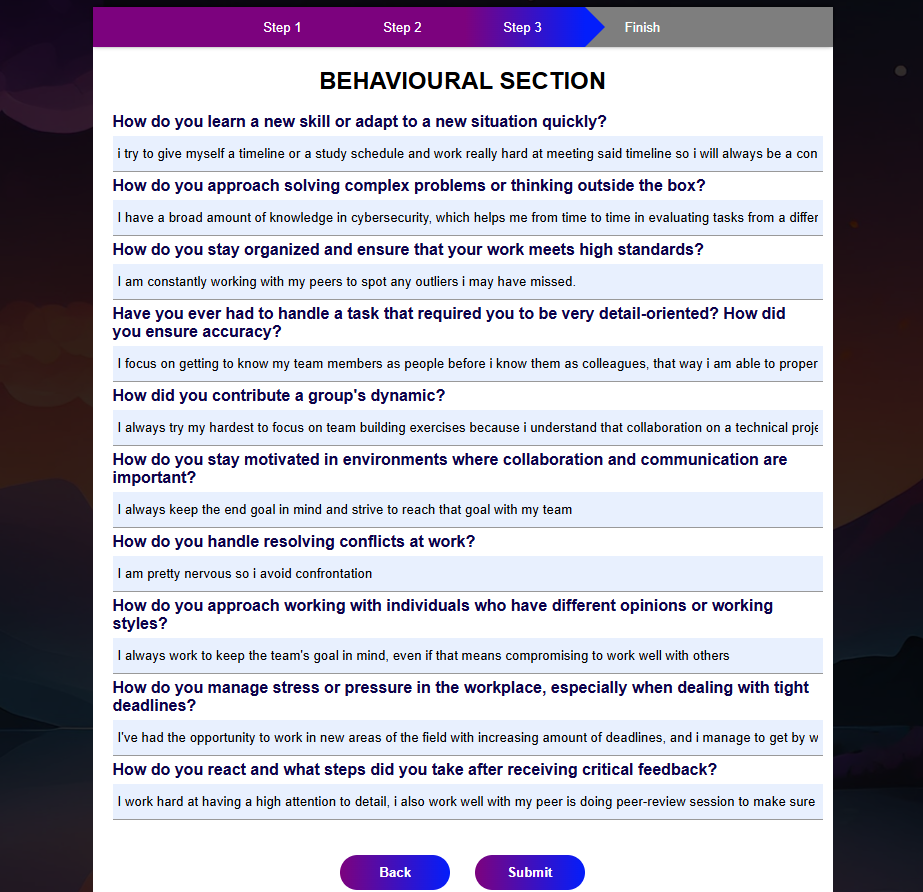 Step 1 Step 2 Step 3 Finish
BEHAVIOURAL SECTION
How do you learn a new skill or adapt to a new situation quickly?
i try to give myself a timeline or a study schedule and work really hard at meeting said timeline so i will always be a con
How do you approach solving complex problems or thinking outside the box?
I have a broad amount of knowledge in cybersecurity, which helps me from time to time in evaluating tasks from a differ
How do you stay organized and ensure that your work meets high standards?
I am constantly working with my peers to spot any outliers i may have missed.
Have you ever had to handle a task that required you to be very detail-oriented? How did
you ensure accuracy?
I focus on getting to know my team members as people before i know them as colleagues, that way i am able to proper
How did you contribute a group's dynamic?
I always try my hardest to focus on team building exercises because i understand that collaboration on a technical proje
How do you stay motivated in environments where collaboration and communication are
important?
I always keep the end goal in mind and strive to reach that goal with my team
How do you handle resolving conflicts at work?
I am pretty nervous so i avoid confrontation
How do you approach working with individuals who have different opinions or working
styles?
I always work to keep the team's goal in mind, even if that means compromising to work well with others
How do you manage stress or pressure in the workplace, especially when dealing with tight
deadlines?
I've had the opportunity to work in new areas of the field with increasing amount of deadlines, and i manage to get by w
How do you react and what steps did you take after receiving critical feedback?
I work hard at having a high attention to detail, i also work well with my peer is doing peer-review session to make sure
Back Submit